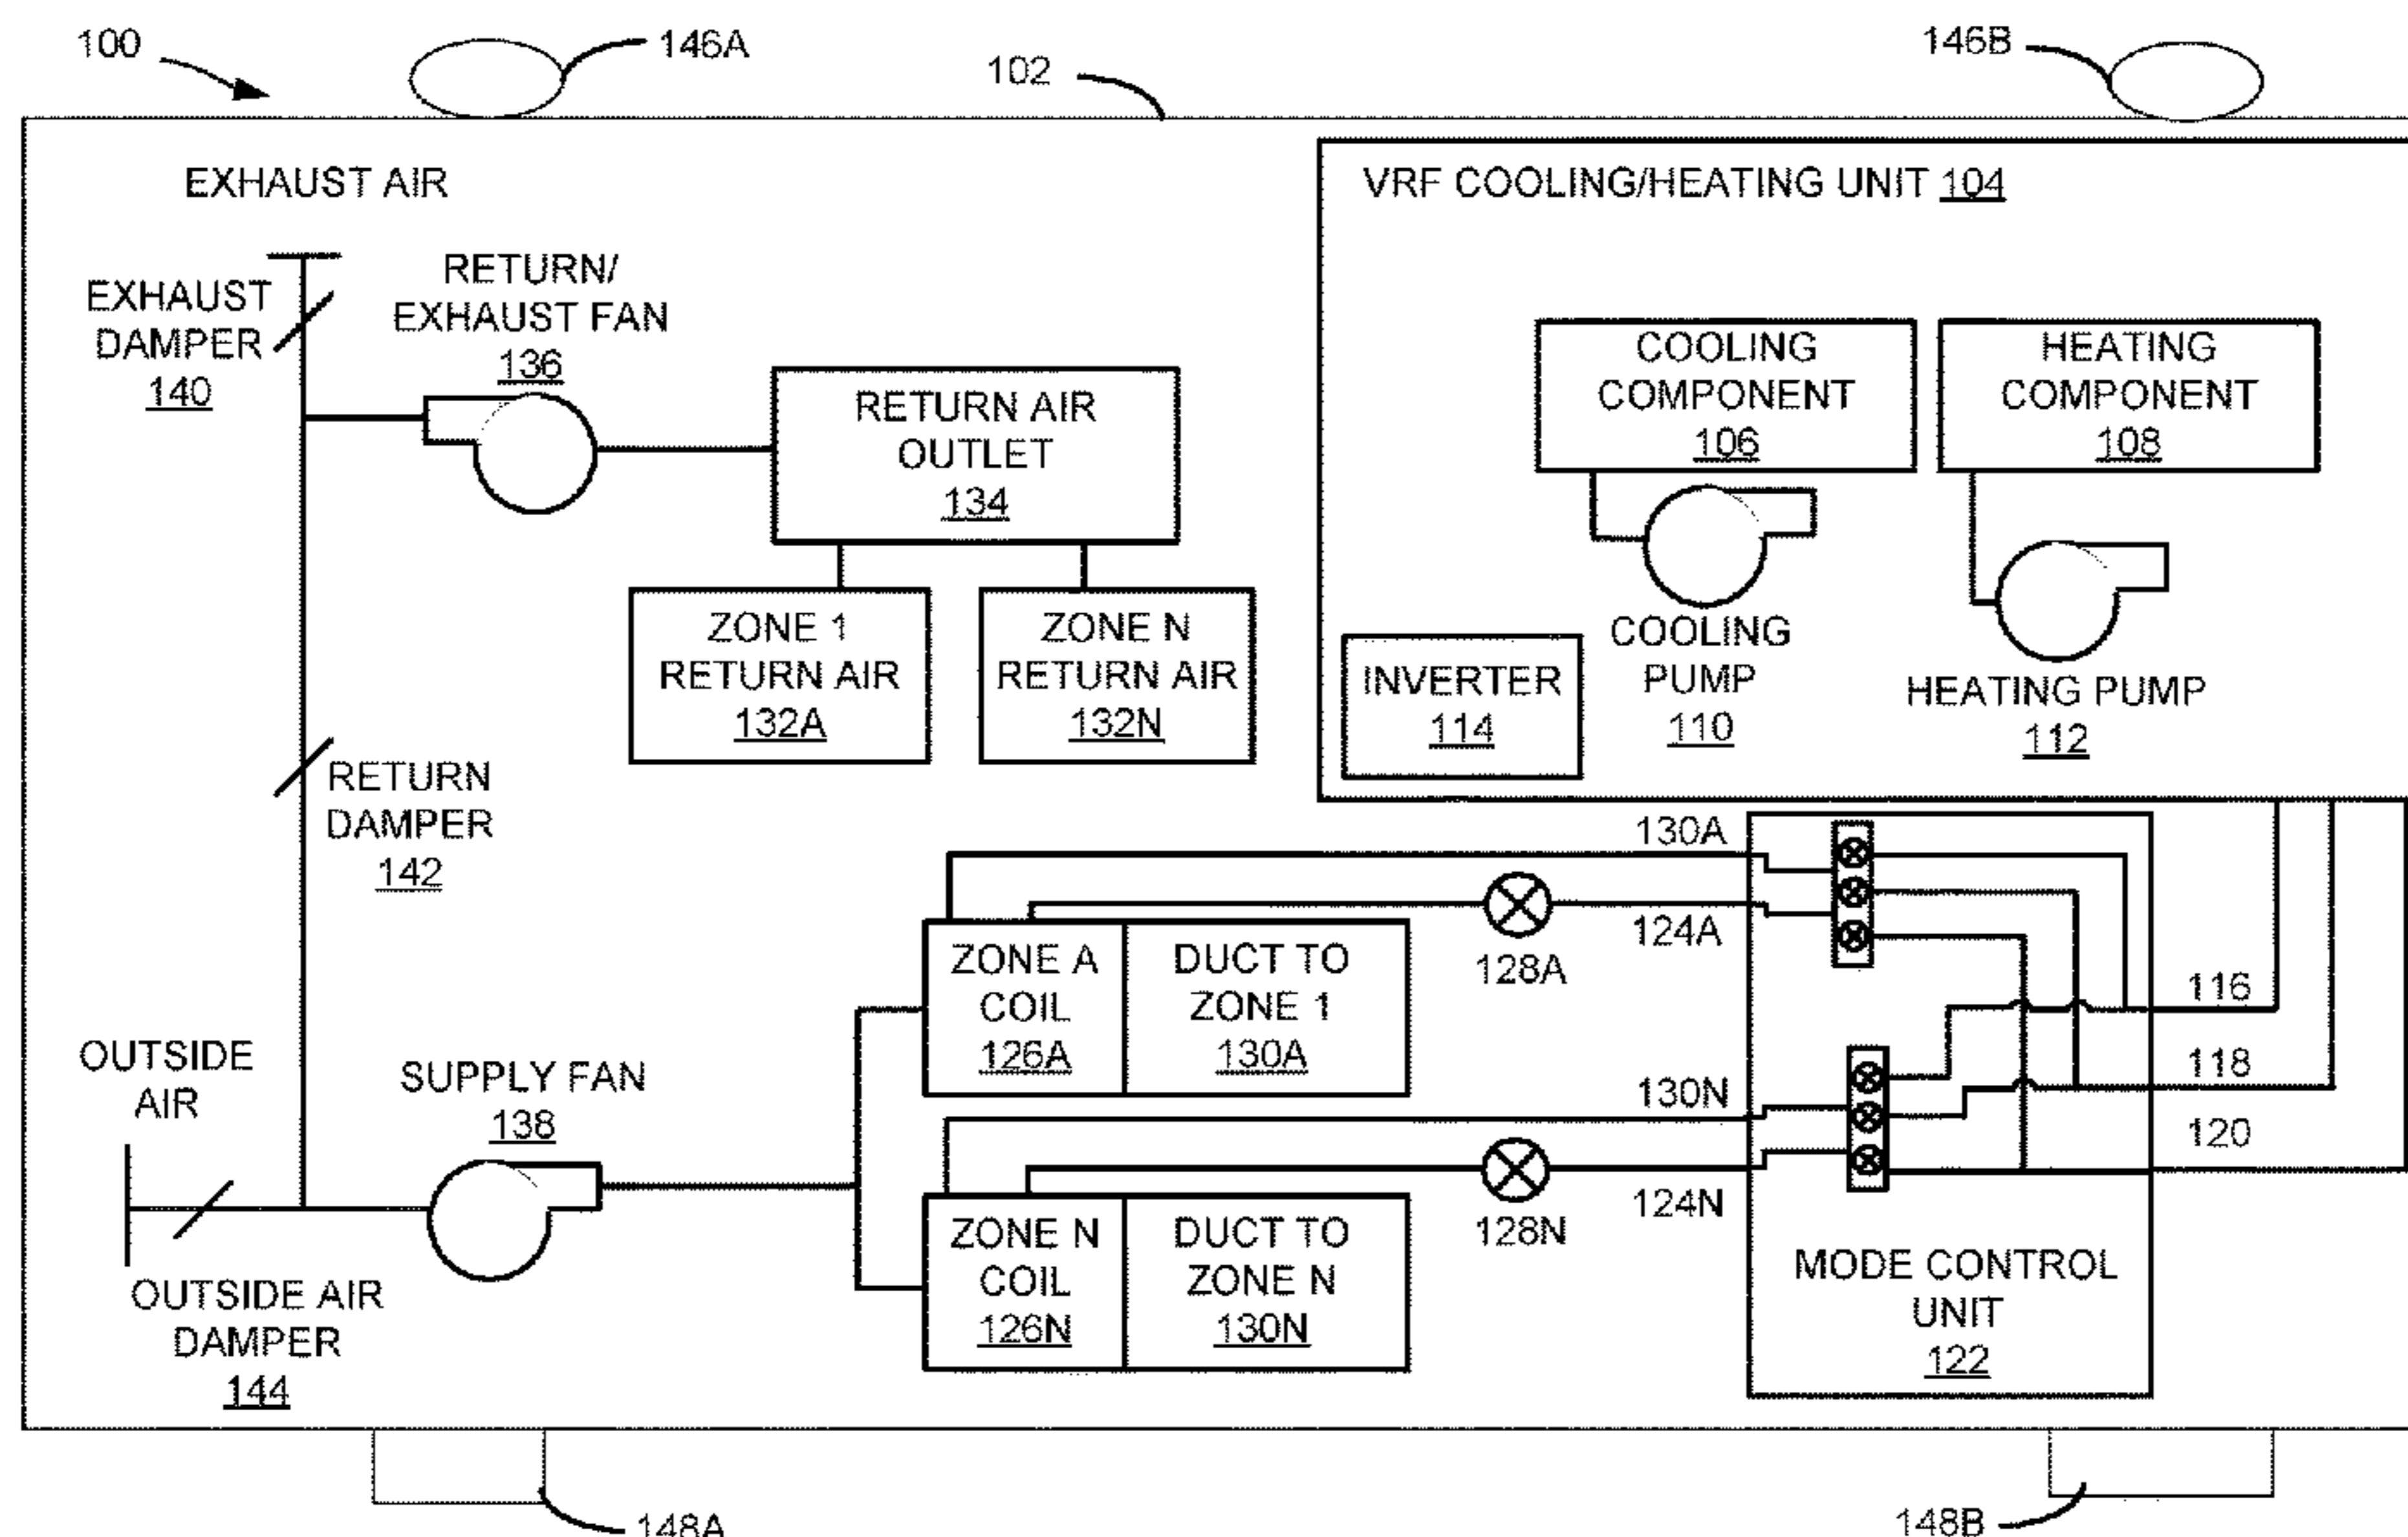 100
146A
102
146B
EXHAUST AIR
VRF COOLING/HEATING UNIT 104
EXHAUST
DAMPER
140
RETURN/
EXHAUST FAN
136
RETURN AIR
OUTLET
134
COOLING
COMPONENT
106
HEATING
COMPONENT
108
ZONE 1
RETURN AIR
132A
ZONE N
RETURN AIR
132N
INVERTER
114
COOLING
PUMP
110
HEATING PUMP
112
RETURN
DAMPER
142
130A
124A
128A
ZONE A
COIL
126A
DUCT TO
ZONE 1
130A
116
118
120
OUTSIDE
AIR
SUPPLY FAN
138
130N
124N
128N
ZONE N
COIL
126N
DUCT TO
ZONE N
130N
MODE CONTROL
UNIT
122
OUTSIDE AIR
DAMPER
144
148A
148B